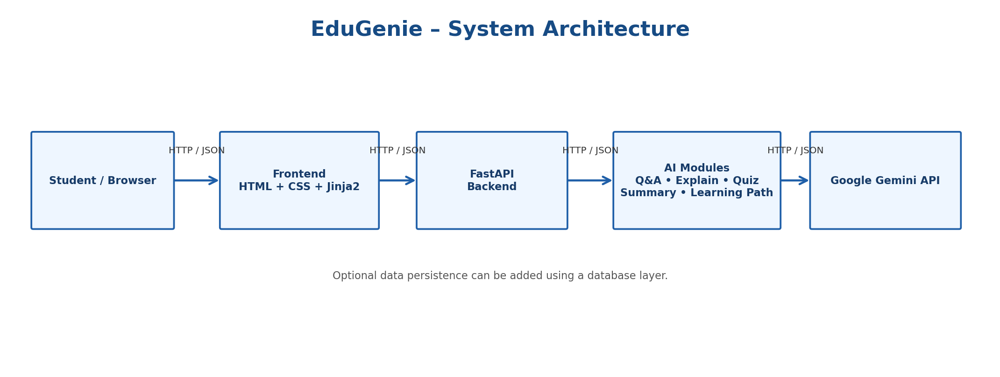 EduGenie – System Architecture
HTTP / JSON
HTTP / JSON
HTTP / JSON
HTTP / JSON
Student / Browser
Frontend
HTML + CSS + Jinja2
FastAPI
Backend
AI Modules
Q&A • Explain • Quiz
Summary • Learning Path
Google Gemini API
Optional data persistence can be added using a database layer.